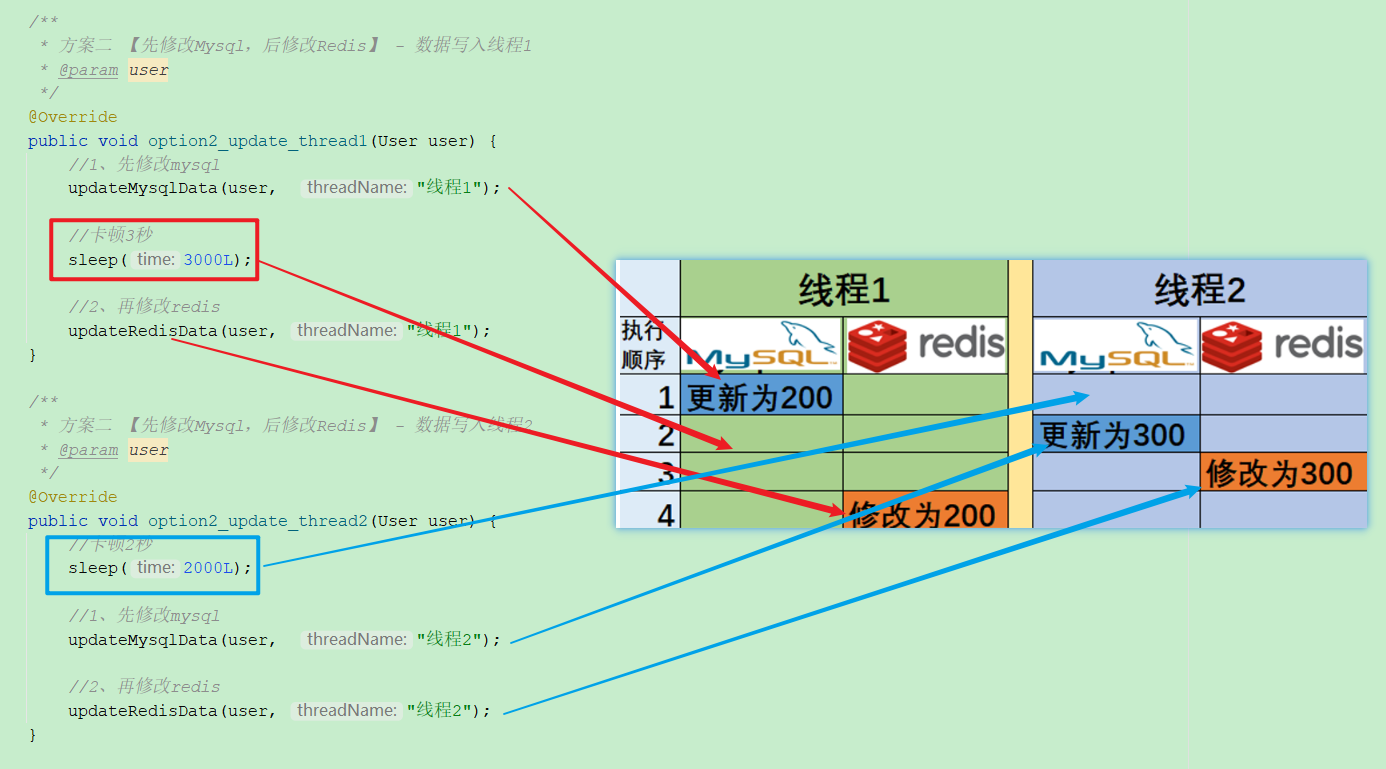 /**
* 方案二 【先修改Mysql，后修改Redis】 - 数据写入线程1
* @param user
*/
@Override
public void option2_update_thread1(User user) {
//1、先修改mysql
updateMysqlData(user, threadName: "线程1");
//卡顿3秒
sleep( time: 3000L);
//2、再修改redis
updateRedisData(user, threadName: "线程1");
}
/**
* 方案二 【先修改Mysql，后修改Redis】 - 数据写入线程2
* @param user
*/
@Override
public void option2_update_thread2(User user) {
//卡顿2秒
sleep( time: 2000L);
//1、先修改mysql
updateMysqlData(user, threadName: "线程2");
//2、再修改redis
updateRedisData(user, threadName: "线程2");
}
线程1 线程2
执行
顺序 MySQL redis MySQL redis
1 更新为200
2 更新为300
3 修改为300
4 修改为200